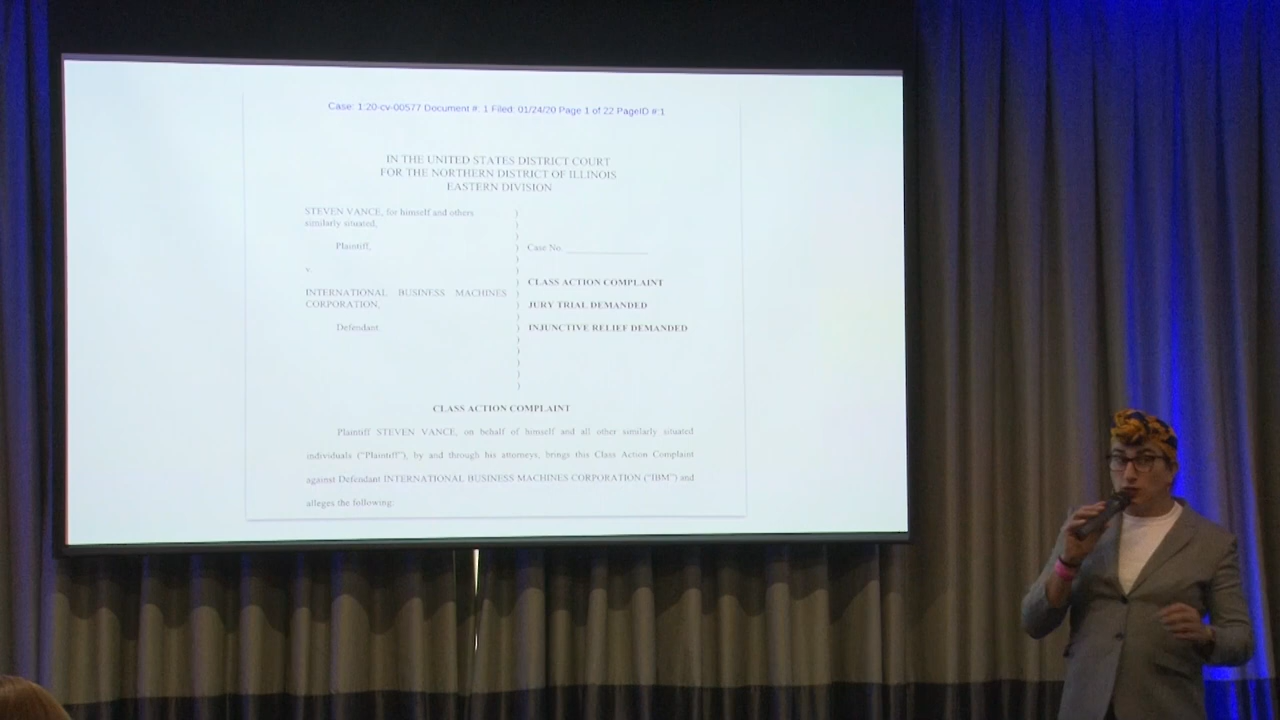 Case: 1:20-cv-00577 Document #: 1 Filed: 01/24/20 Page 1 of 22 PageID #:1
IN THE UNITED STATES DISTRICT COURT
FOR THE NORTHERN DISTRICT OF ILLINOIS
EASTERN DIVISION
STEVEN VANCE, for himself and others
similarly situated,
Plaintiff,
v.
INTERNATIONAL BUSINESS MACHINES
CORPORATION,
Defendant.
Case No.
CLASS ACTION COMPLAINT
JURY TRIAL DEMANDED
INJUNCTIVE RELIEF DEMANDED
CLASS ACTION COMPLAINT
Plaintiff STEVEN VANCE, on behalf of himself and all other similarly situated
individuals ("Plaintiff"), by and through his attorneys, brings this Class Action Complaint
against Defendant INTERNATIONAL BUSINESS MACHINES CORPORATION ("IBM") and
alleges the following: